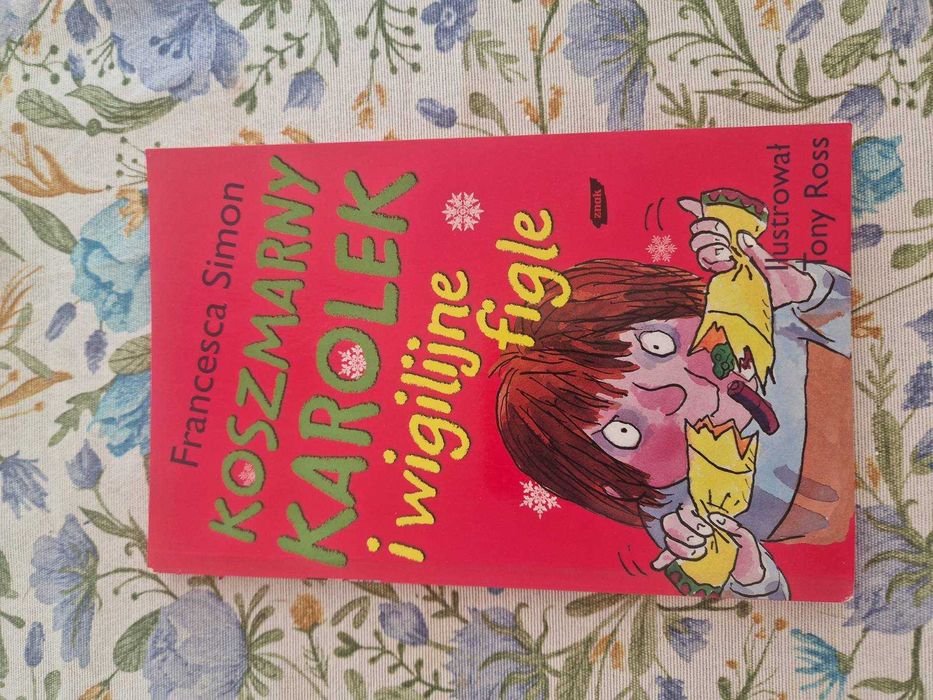 Francesca Simon
KOSZMARNY
KAROLEK
i wigilijne
figle
znak
Ilustrował
Tony Ross